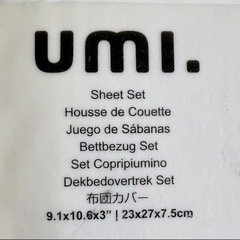 umi.
Sheet Set
Housse de Couette
Juego de Sábanas
Bettbezug Set
Set Copripiumino
Dekbedovertrek Set
布団カバー
9.1x10.6x3” | 23x27x7.5cm